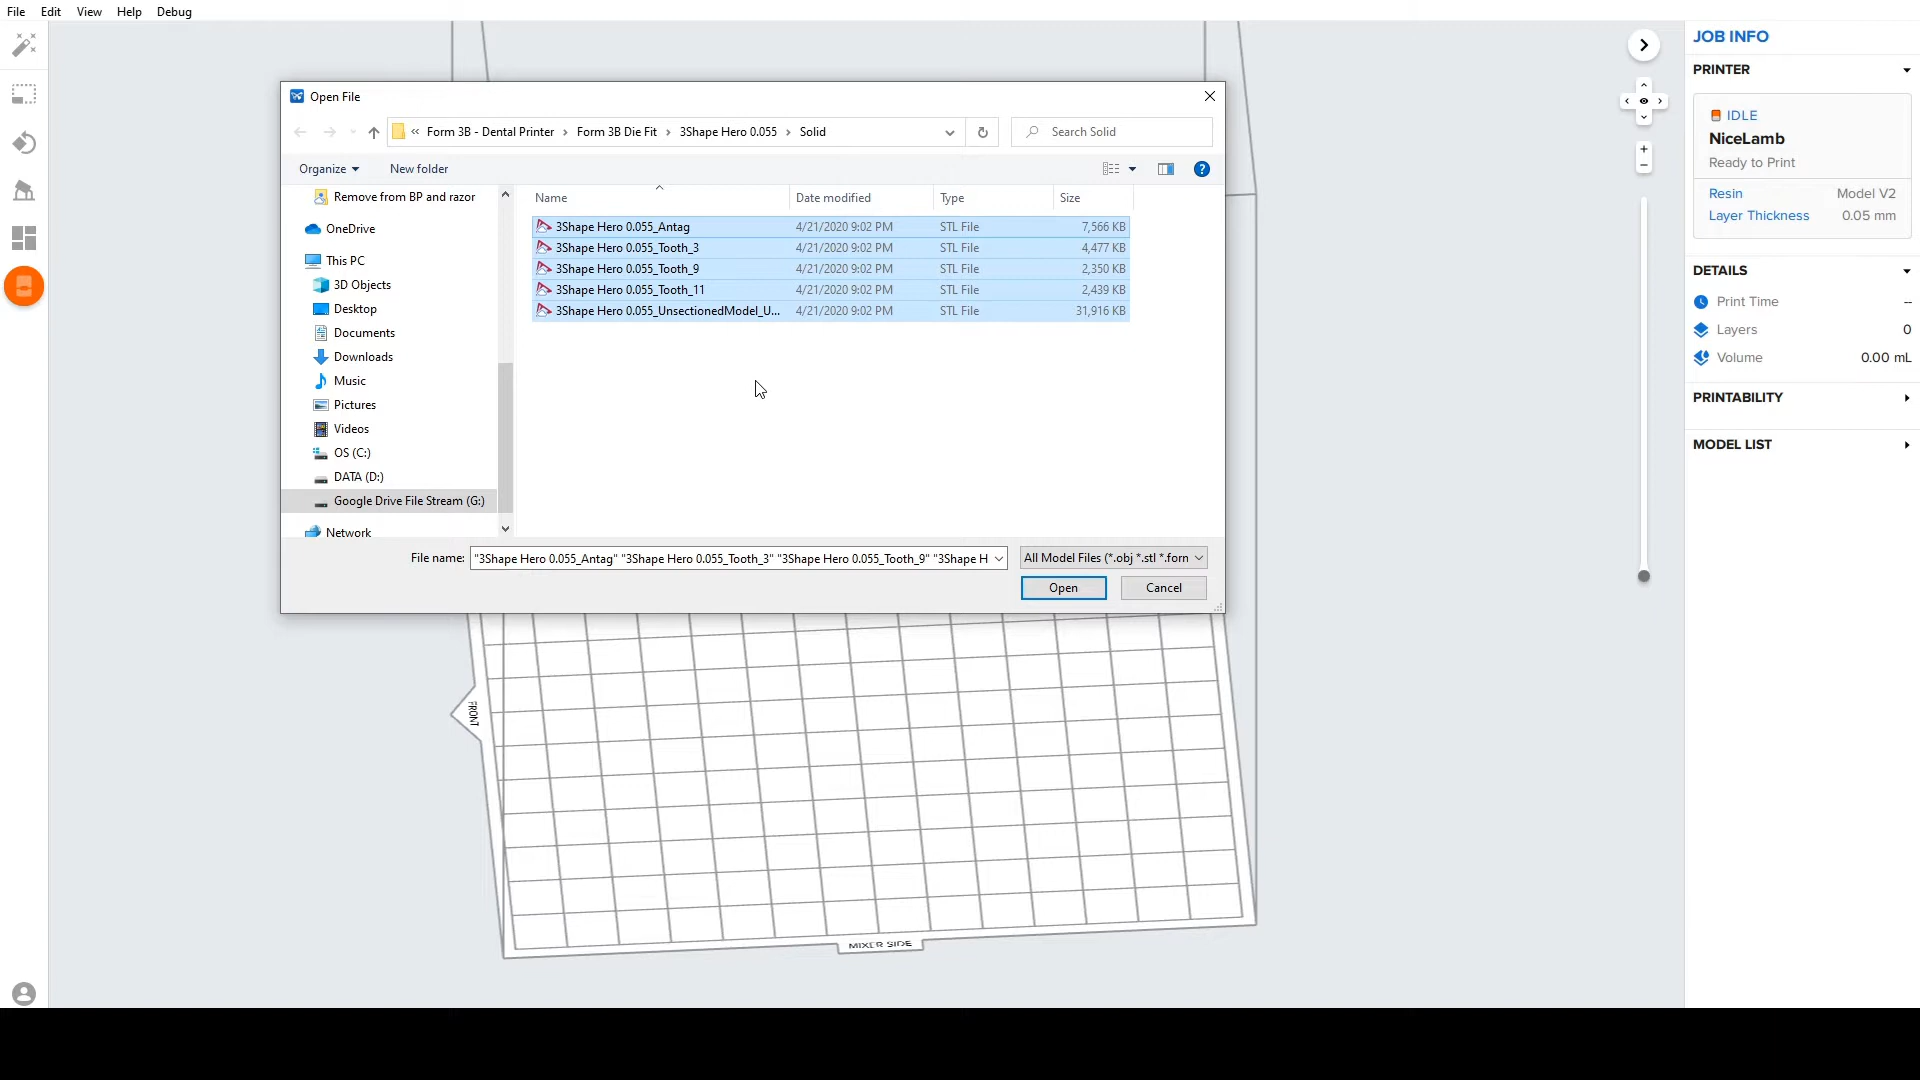 File Edit View Help Debug
JOB INFO
PRINTER
IDLE
NiceLamb
Ready to Print
Resin Model V2
Layer Thickness 0.05 mm
DETAILS
Print Time --
Layers 0
Volume 0.00 mL
PRINTABILITY
MODEL LIST
Open File
« Form 3B - Dental Printer › Form 3B Die Fit › 3Shape Hero 0.055 › Solid
Search Solid
Organize New folder
Remove from BP and razor
OneDrive
This PC
3D Objects
Desktop
Documents
Downloads
Music
Pictures
Videos
OS (C:)
DATA (D:)
Google Drive File Stream (G:)
Network
Name Date modified Type Size
3Shape Hero 0.055_Antag 4/21/2020 9:02 PM STL File 7,566 KB
3Shape Hero 0.055_Tooth_3 4/21/2020 9:02 PM STL File 4,477 KB
3Shape Hero 0.055_Tooth_9 4/21/2020 9:02 PM STL File 2,350 KB
3Shape Hero 0.055_Tooth_11 4/21/2020 9:02 PM STL File 2,439 KB
3Shape Hero 0.055_UnsectionedModel_U... 4/21/2020 9:02 PM STL File 31,916 KB
File name: "3Shape Hero 0.055_Antag" "3Shape Hero 0.055_Tooth_3" "3Shape Hero 0.055_Tooth_9" "3Shape H
All Model Files (*.obj *.stl *.forn
Open Cancel
FRONT
MIXER SIDE